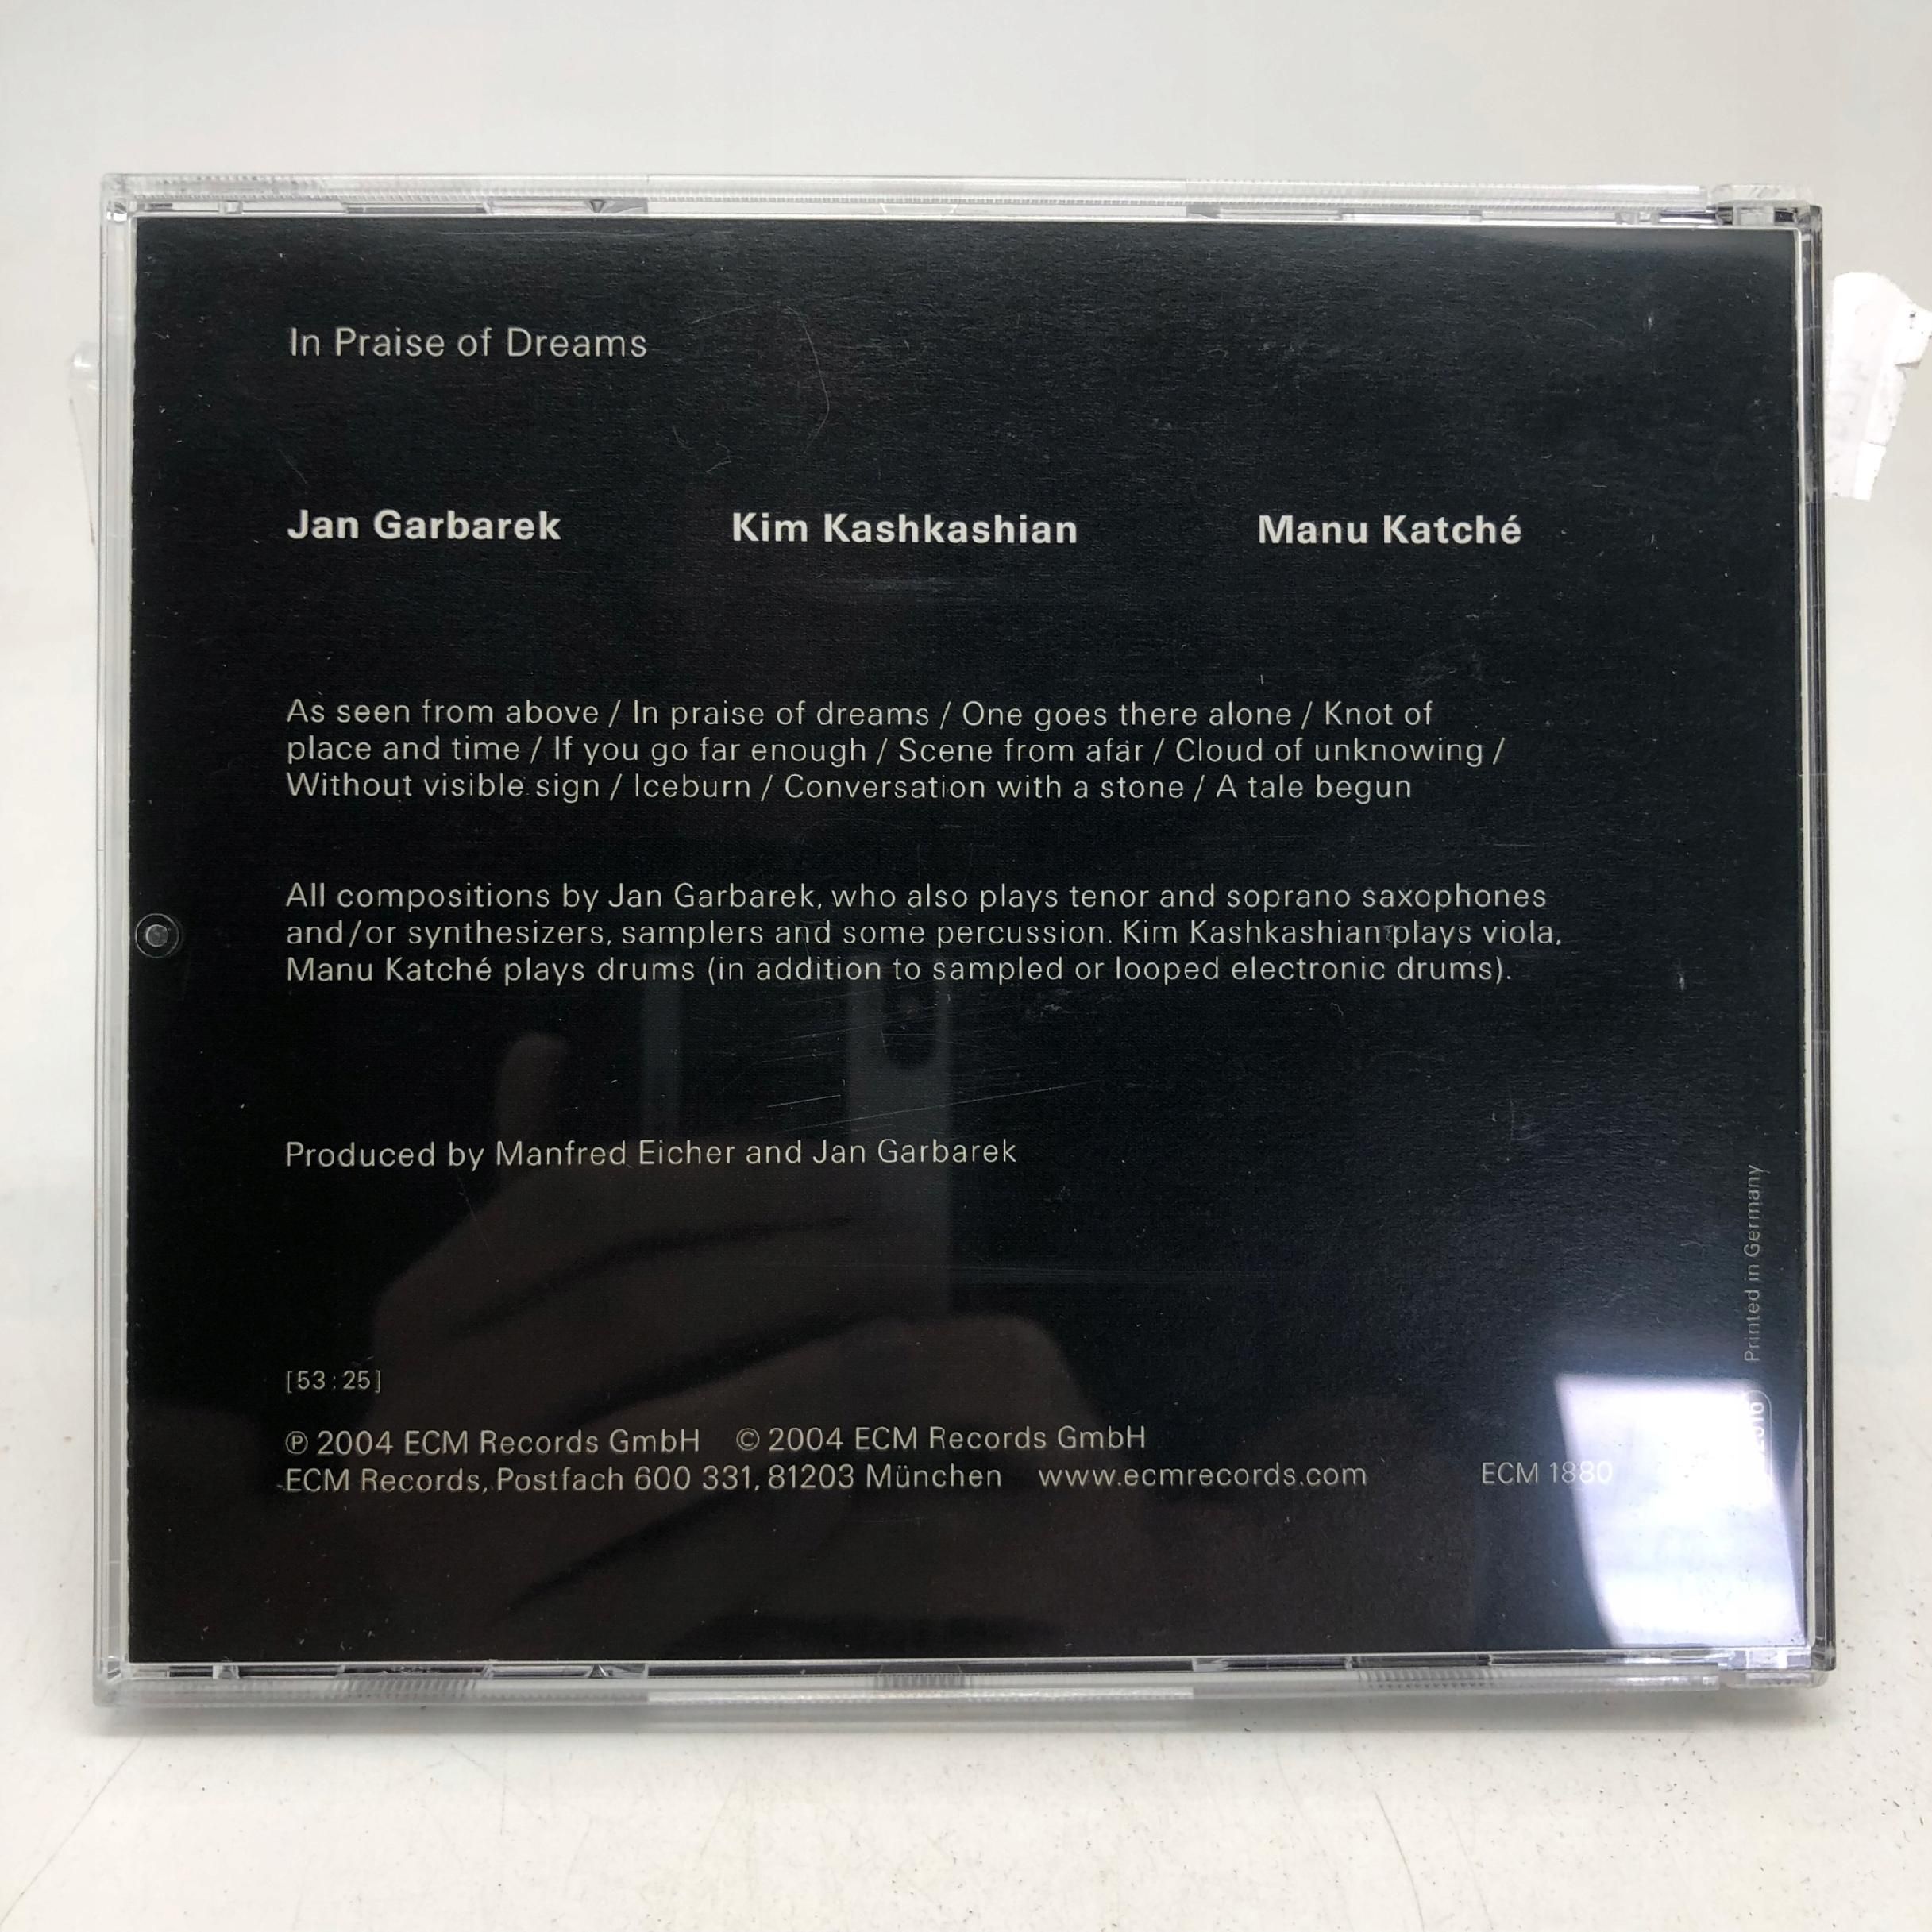 In Praise of Dreams
Jan Garbarek Kim Kashkashian Manu Katché
As seen from above / In praise of dreams / One goes there alone / Knot of
place and time / If you go far enough / Scene from afar / Cloud of unknowing /
Without visible sign / Iceburn / Conversation with a stone / A tale begun
All compositions by Jan Garbarek, who also plays tenor and soprano saxophones
and/or synthesizers, samplers and some percussion. Kim Kashkashian plays viola,
Manu Katché plays drums (in addition to sampled or looped electronic drums).
Produced by Manfred Eicher and Jan Garbarek
[53:25]
℗ 2004 ECM Records GmbH © 2004 ECM Records GmbH
ECM Records, Postfach 600 331, 81203 München www.ecmrecords.com
ECM 1880
Printed in Germany